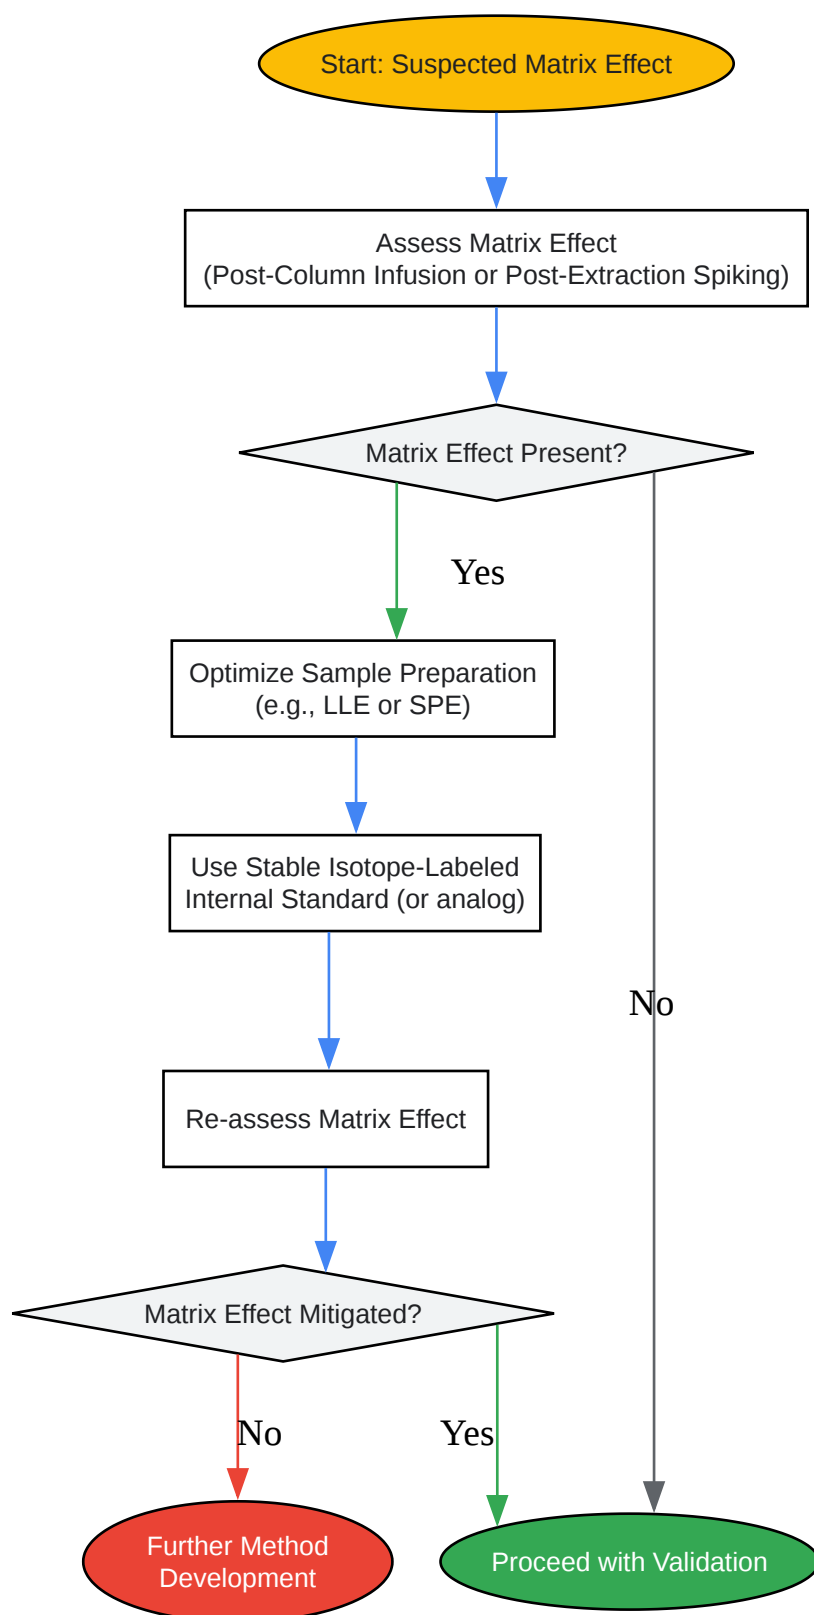 Start: Suspected Matrix Effect
Assess Matrix Effect
(Post-Column Infusion or Post-Extraction Spiking)
Matrix Effect Present?
Yes
Optimize Sample Preparation
(e.g., LLE or SPE)
Use Stable Isotope-Labeled
Internal Standard (or analog)
No
Re-assess Matrix Effect
Matrix Effect Mitigated?
No
Yes
Further Method
Development
Proceed with Validation